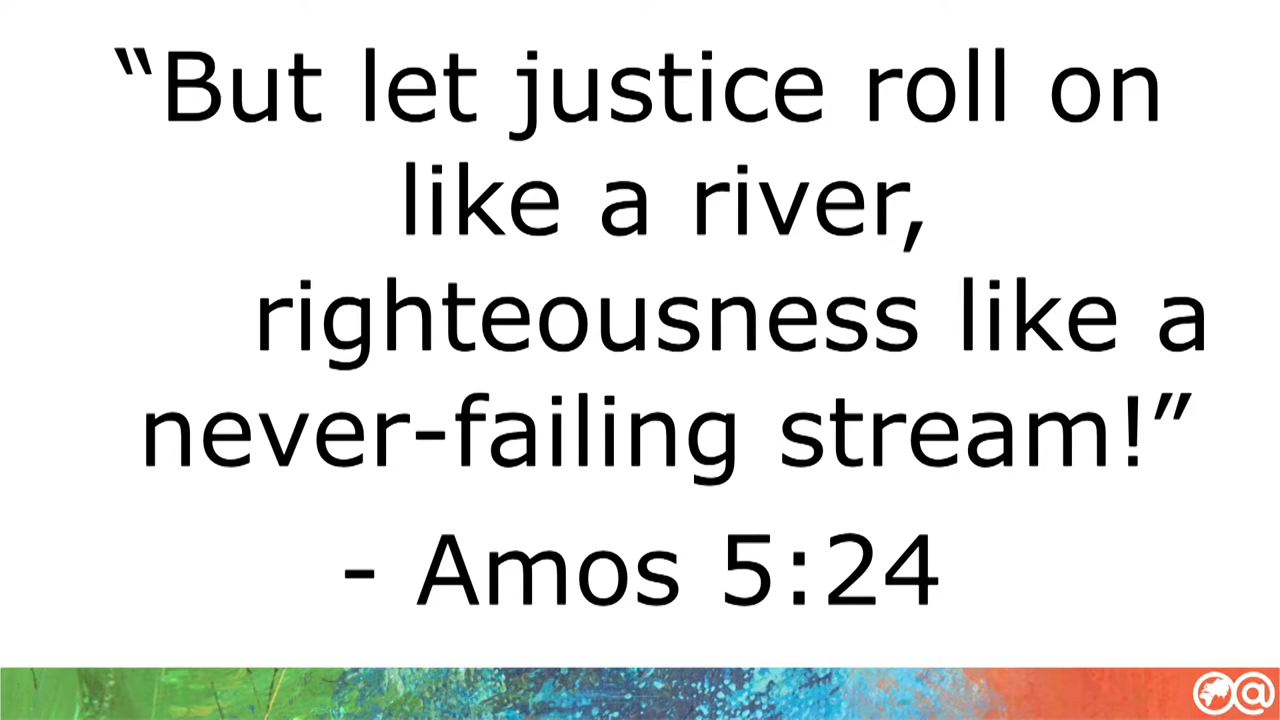 “But let justice roll on
like a river,
righteousness like a
never-failing stream!”
- Amos 5:24
@